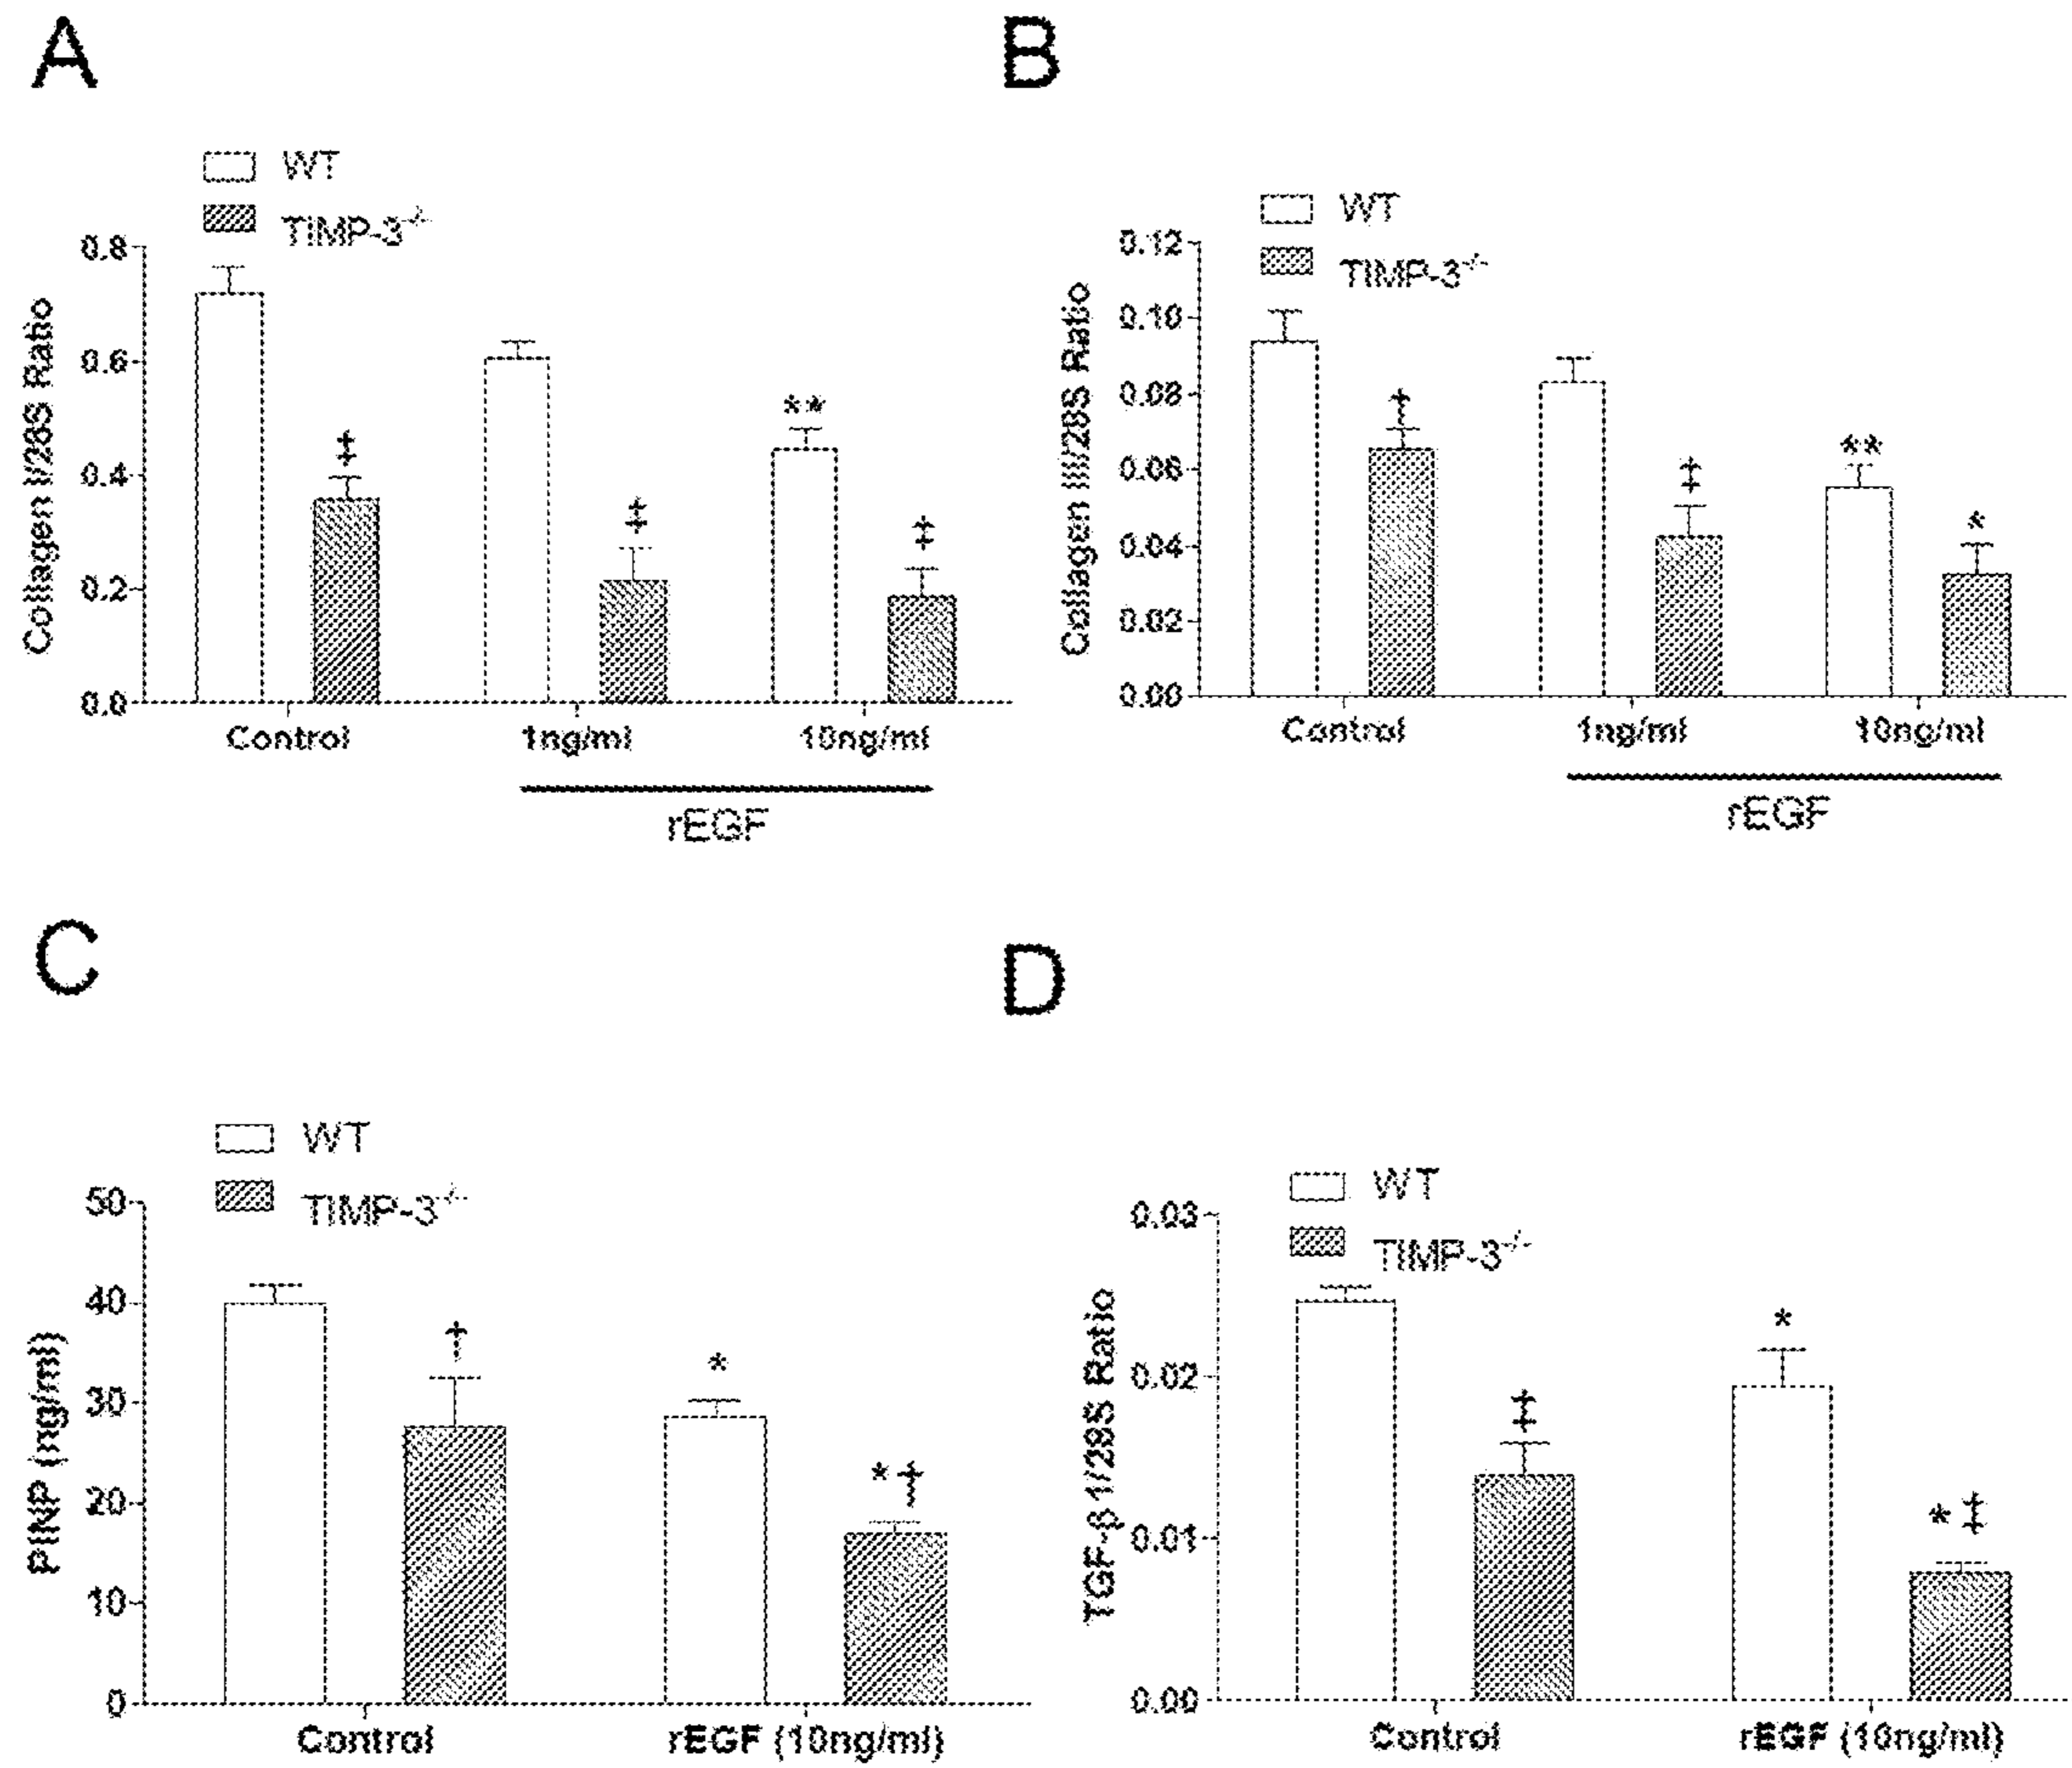 A
WT
TIMP-3-/-
Collagen I/28S Ratio
0.8
0.6
0.4
0.2
0.0
‡
‡
**
‡
Control
1ng/ml
10ng/ml
rEGF
B
WT
TIMP-3-/-
Collagen III/28S Ratio
0.12
0.10
0.08
0.06
0.04
0.02
0.00
†
‡
**
*
Control
1ng/ml
10ng/ml
rEGF
C
WT
TIMP-3-/-
PINP (ng/ml)
50
40
30
20
10
0
†
*
*†
Control
rEGF (10ng/ml)
D
WT
TIMP-3-/-
TGF-β1/28S Ratio
0.03
0.02
0.01
0.00
‡
*
*‡
Control
rEGF (10ng/ml)